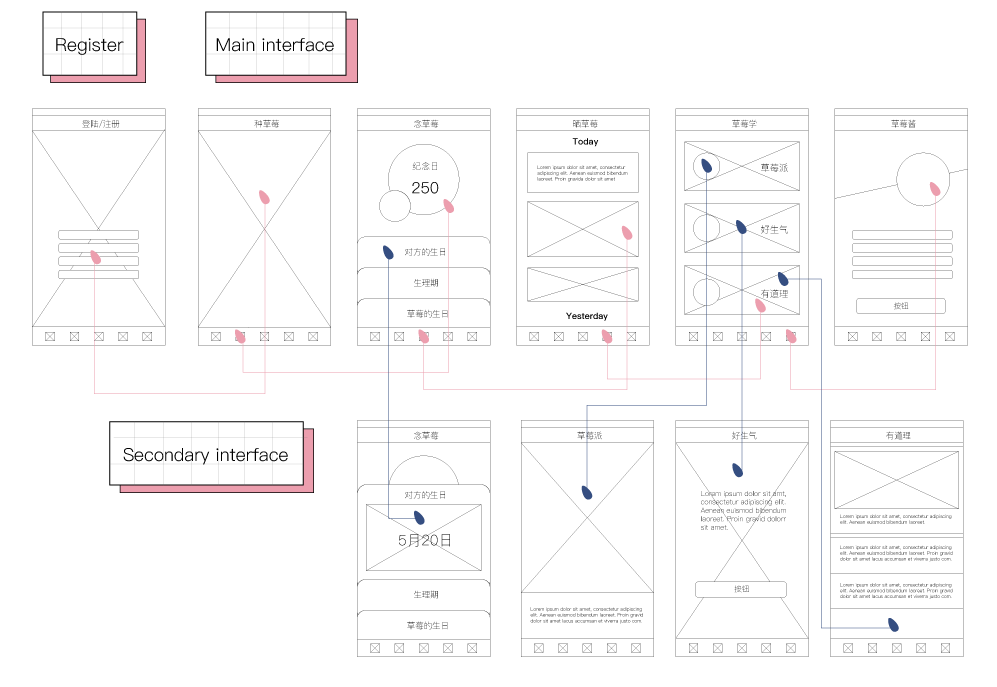 Register
Main interface
登陆/注册
种草莓
念草莓
纪念日
250
对方的生日
生理期
草莓的生日
晒草莓
Today
Lorem ipsum dolor sit amet, consectetur
adipiscing elit. Aenean euismod bibendum
laoreet. Proin gravida dolor sit amet
Yesterday
草莓学
草莓派
好生气
有道理
草莓酱
按钮
Secondary interface
念草莓
对方的生日
5月20日
生理期
草莓的生日
草莓派
Lorem ipsum dolor sit amet, consectetur adipiscing
elit. Aenean euismod bibendum laoreet. Proin gravid
dolor sit amet lacus accumsan et viverra justo com.
好生气
Lorem ipsum dolor sit amt,
consectetur adipiscing elit.
Aenean euismod bibendum
laoreet. Proin gravid dolorr
sit amet.
按钮
有道理
Lorem ipsum dolor sit amet, consectetur adipiscing
elit. Aenean euismod bibendum laoreet.
Lorem ipsum dolor sit amet, consectetur adipiscing
elit. Aenean euismod bibendum laoreet. Proin gravid
dolor sit amet lacus accumsan et viverra justo com.
Lorem ipsum dolor sit amet, consectetur adipiscing
elit. Aenean euismod bibendum laoreet. Proin gravid
dolor sit amet lacus accumsan et viverra justo com.